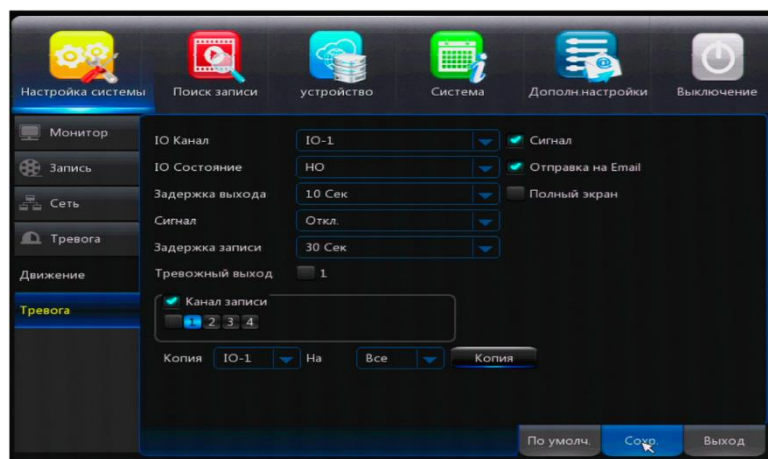 Настройка системы
Поиск записи
устройство
Система
Дополн.настройки
Выключение
Монитор
Запись
Сеть
Тревога
Движение
Тревога
IO Канал
IO-1
Сигнал
IO Состояние
НО
Отправка на Email
Задержка выхода
10 Сек
Полный экран
Сигнал
Откл.
Задержка записи
30 Сек
Тревожный выход
1
Канал записи
1 2 3 4
Копия
IO-1
На
Все
Копия
По умолч.
Сохр.
Выход